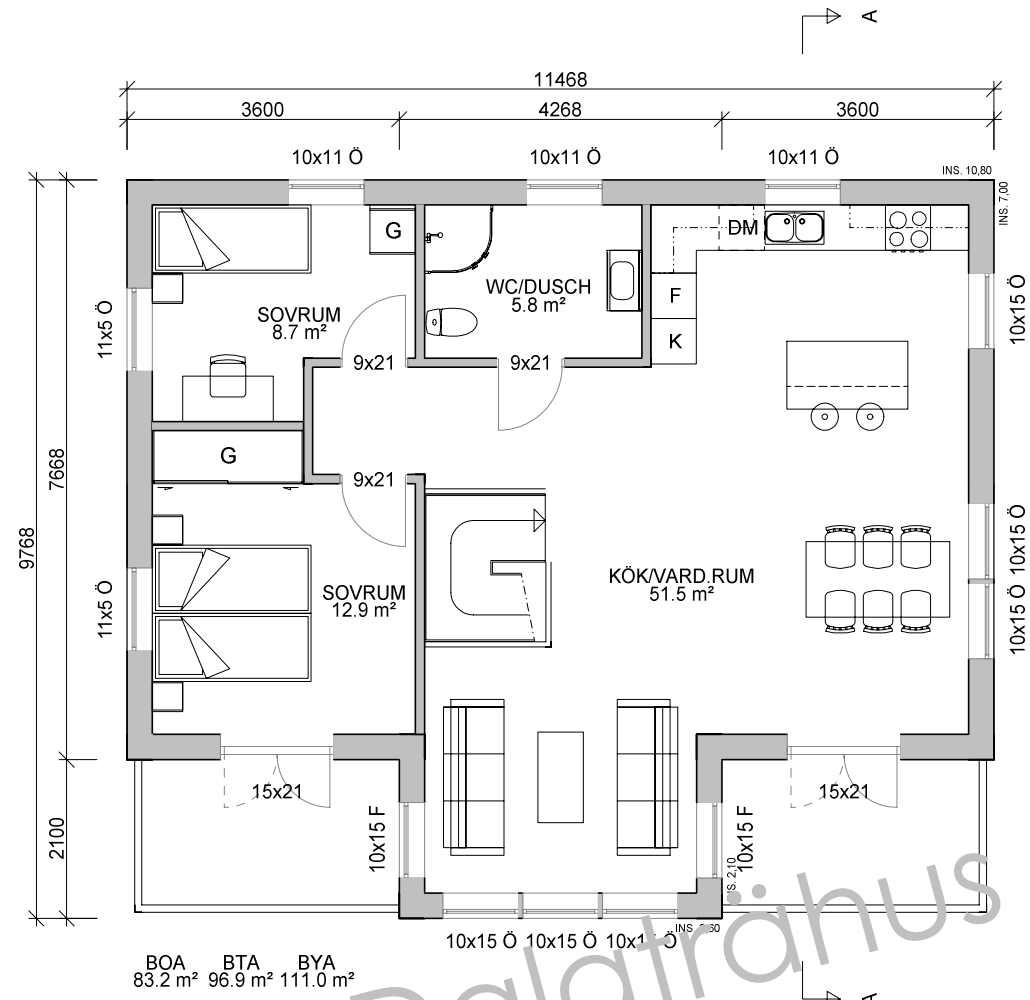 A
11468
3600 4268 3600
10x11 Ö 10x11 Ö 10x11 Ö
INS. 10,80
INS. 7,00
G
DM
WC/DUSCH
5.8 m²
SOVRUM
8.7 m²
F
K
11x5 Ö
10x15 Ö
9x21 9x21
G
9x21
7668
9768
10x15 Ö
10x15 Ö
KÖK/VARD.RUM
51.5 m²
SOVRUM
12.9 m²
11x5 Ö
15x21 15x21
10x15 F
10x15 F
2100
10x15 Ö 10x15 Ö
Dalaträhus
BOA BTA BYA
83.2 m² 96.9 m² 111.0 m²
A